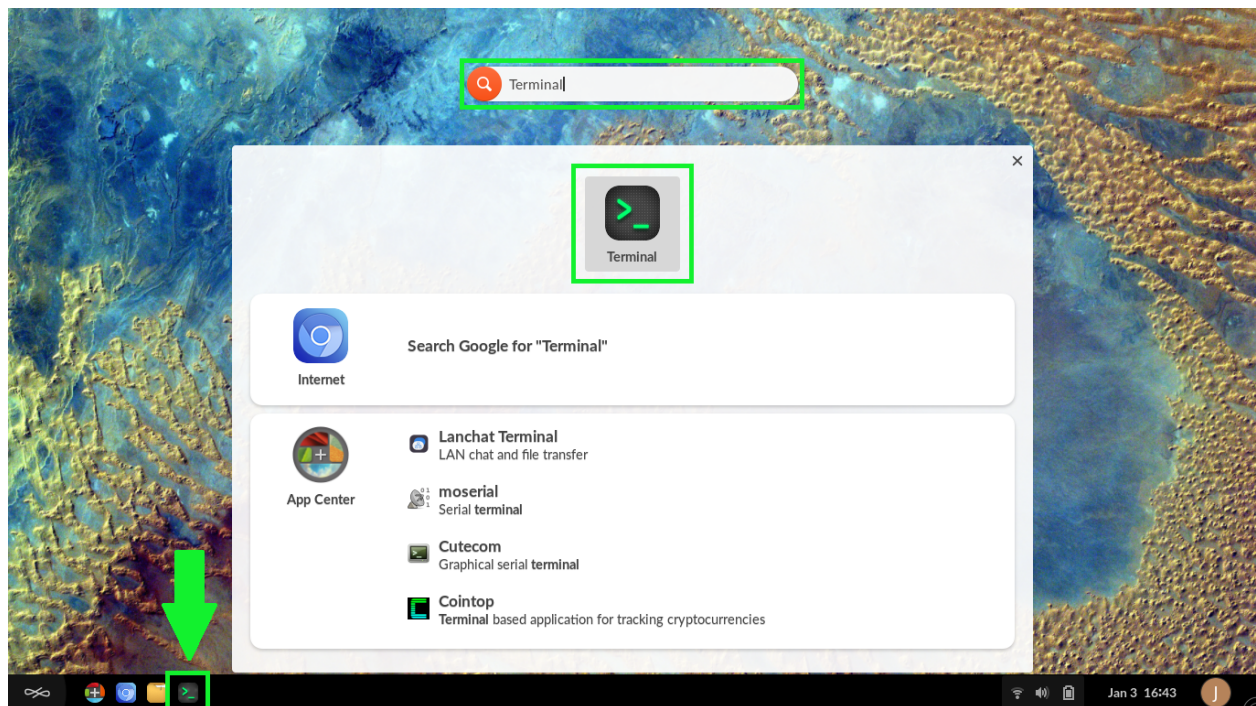 Terminal
Terminal
Search Google for "Terminal"
Internet
App Center
Lanchat Terminal
LAN chat and file transfer
moserial
Serial terminal
Cutecom
Graphical serial terminal
Cointop
Terminal based application for tracking cryptocurrencies
Jan 3 16:43
J